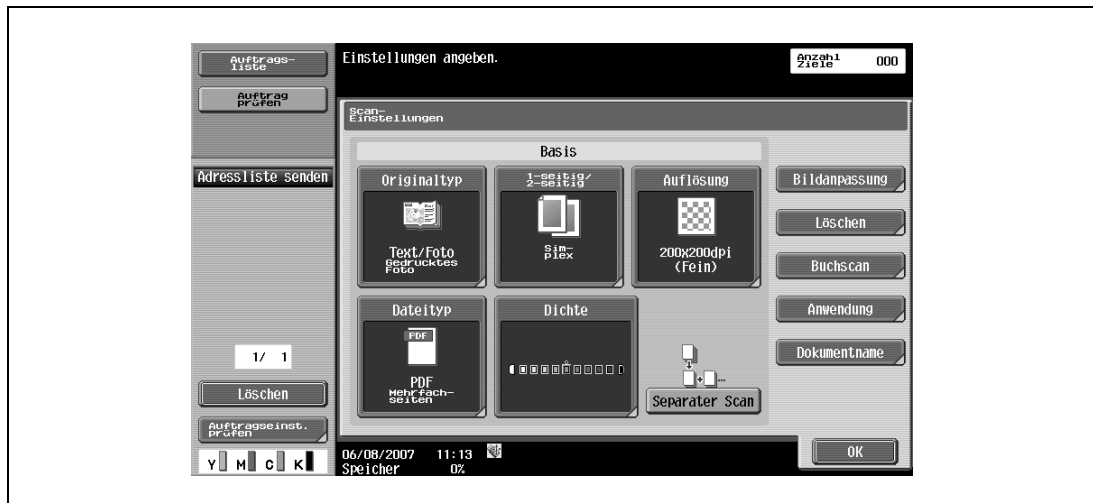 Auftrags-
liste
Auftrag
prüfen
Adressliste senden
1/ 1
Löschen
Auftragseinst.
prüfen
Y M C K
Einstellungen angeben.
Anzahl
Ziele 000
Scan-
Einstellungen
Basis
Originaltyp
Text/Foto
Gedrucktes
Foto
1-seitig/
2-seitig
Sim-
plex
Auflösung
200x200dpi
(Fein)
Dateityp
PDF
PDF
Mehrfach-
seiten
Dichte
Separater Scan
Bildanpassung
Löschen
Buchscan
Anwendung
Dokumentname
06/08/2007 11:13
Speicher 0%
OK